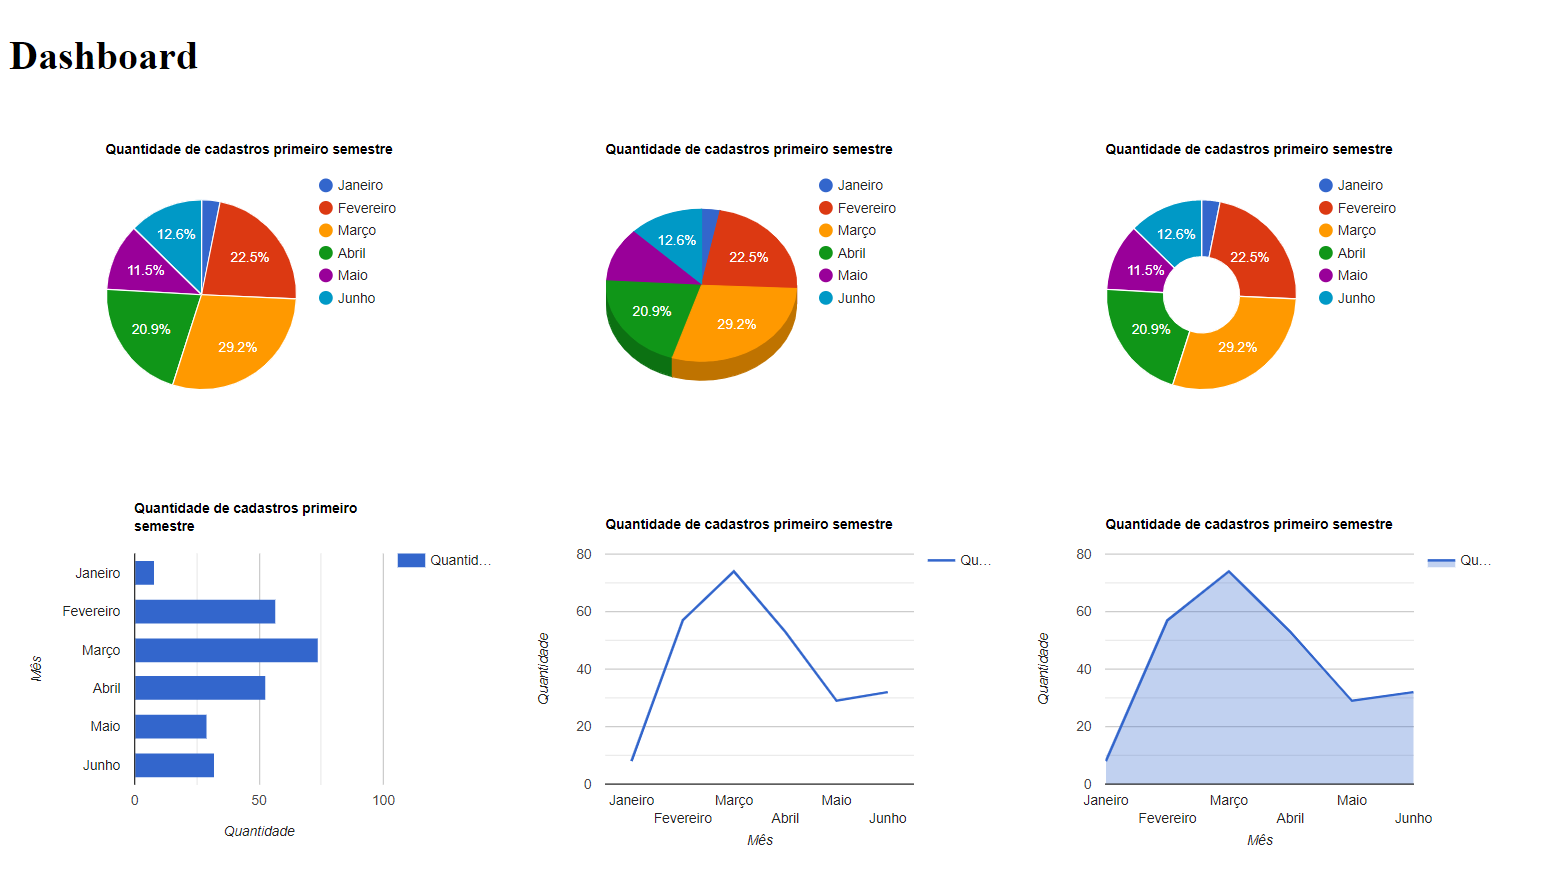 Dashboard
Quantidade de cadastros primeiro semestre
Janeiro
Fevereiro
Março
Abril
Maio
Junho
12.6%
22.5%
11.5%
20.9%
29.2%
Quantidade de cadastros primeiro semestre
Janeiro
Fevereiro
Março
Abril
Maio
Junho
12.6%
22.5%
20.9%
29.2%
Quantidade de cadastros primeiro semestre
Janeiro
Fevereiro
Março
Abril
Maio
Junho
12.6%
22.5%
11.5%
20.9%
29.2%
Quantidade de cadastros primeiro
semestre
Quantid...
Mês
Janeiro
Fevereiro
Março
Abril
Maio
Junho
0 50 100
Quantidade
Quantidade de cadastros primeiro semestre
Qu...
Quantidade
80
60
40
20
0
Janeiro Março Maio
Fevereiro Abril Junho
Mês
Quantidade de cadastros primeiro semestre
Qu...
Quantidade
80
60
40
20
0
Janeiro Março Maio
Fevereiro Abril Junho
Mês